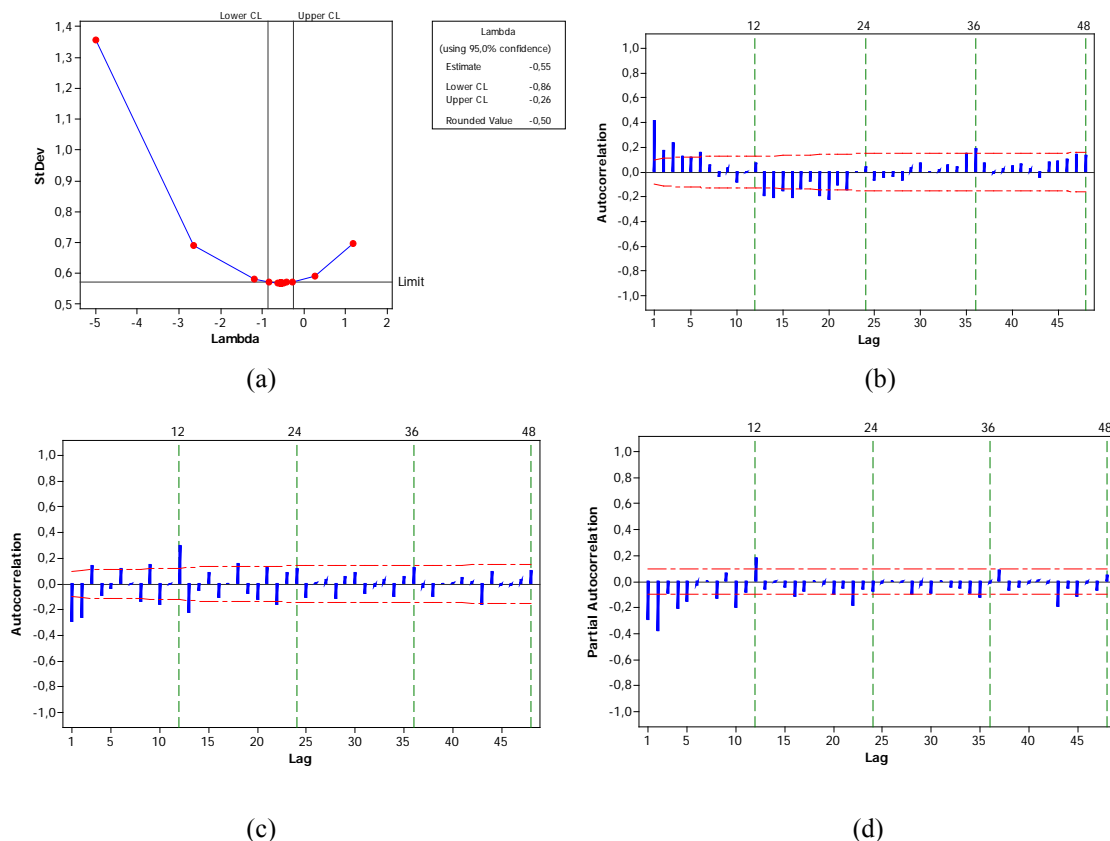 Lower CL Upper CL
1,4
1,3
1,2
1,1
1,0
0,9
0,8
0,7
0,6
0,5
StDev
Limit
-5 -4 -3 -2 -1 0 1 2
Lambda
Lambda
(using 95,0% confidence)
Estimate -0,55
Lower CL -0,86
Upper CL -0,26
Rounded Value -0,50
(a)
12 24 36 48
1,0
0,8
0,6
0,4
0,2
0,0
-0,2
-0,4
-0,6
-0,8
-1,0
Autocorrelation
1 5 10 15 20 25 30 35 40 45
Lag
(b)
12 24 36 48
1,0
0,8
0,6
0,4
0,2
0,0
-0,2
-0,4
-0,6
-0,8
-1,0
Autocorrelation
1 5 10 15 20 25 30 35 40 45
Lag
(c)
12 24 36 48
1,0
0,8
0,6
0,4
0,2
0,0
-0,2
-0,4
-0,6
-0,8
-1,0
Partial Autocorrelation
1 5 10 15 20 25 30 35 40 45
Lag
(d)